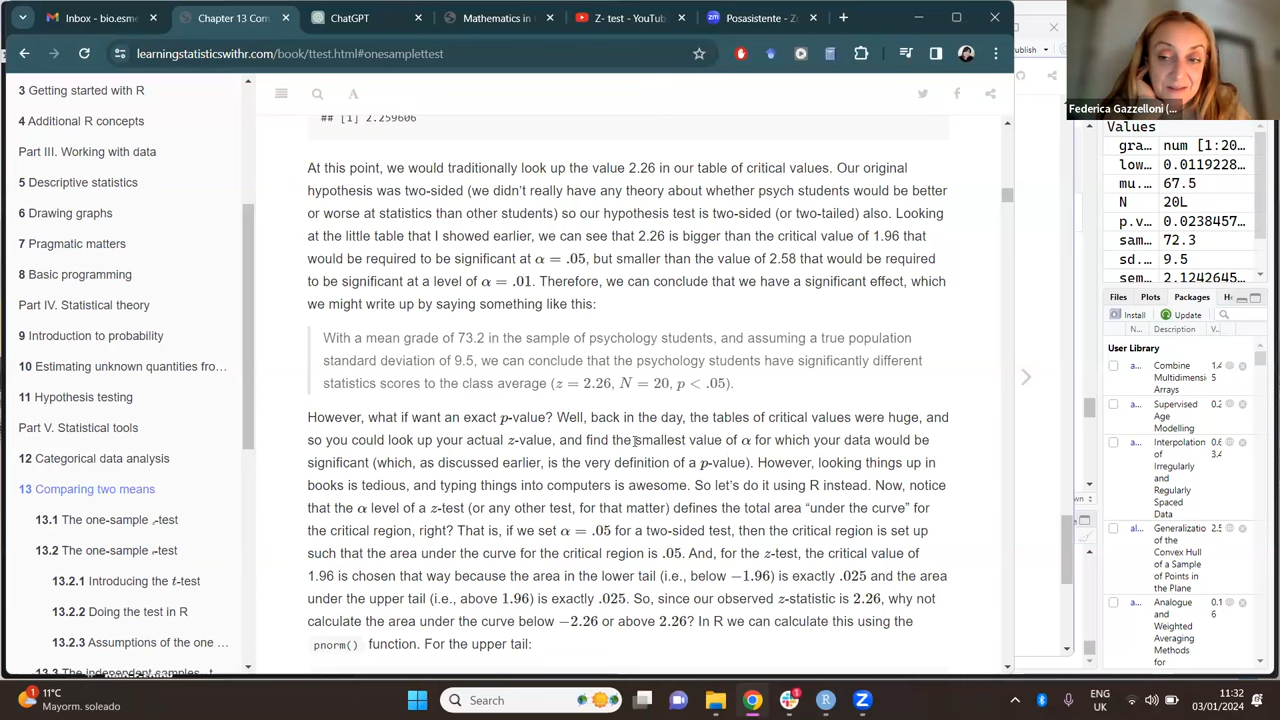 Inbox - bio.esme
Chapter 13 Com
ChatGPT
Mathematics in
Z- test - YouTub
Posasistente - Z
learningstatisticswithr.com/book/ttest.html#onesamplettest
Federica Gazzelloni (...
ublish
3 Getting started with R
4 Additional R concepts
Part III. Working with data
5 Descriptive statistics
6 Drawing graphs
7 Pragmatic matters
8 Basic programming
Part IV. Statistical theory
9 Introduction to probability
10 Estimating unknown quantities fro...
11 Hypothesis testing
Part V. Statistical tools
12 Categorical data analysis
13 Comparing two means
13.1 The one-sample z-test
13.2 The one-sample t-test
13.2.1 Introducing the t-test
13.2.2 Doing the test in R
13.2.3 Assumptions of the one ...
13.3 The independent samples t
## [1] 2.259606
At this point, we would traditionally look up the value 2.26 in our table of critical values. Our original
hypothesis was two-sided (we didn't really have any theory about whether psych students would be better
or worse at statistics than other students) so our hypothesis test is two-sided (or two-tailed) also. Looking
at the little table that I showed earlier, we can see that 2.26 is bigger than the critical value of 1.96 that
would be required to be significant at α = .05, but smaller than the value of 2.58 that would be required
to be significant at a level of α = .01. Therefore, we can conclude that we have a significant effect, which
we might write up by saying something like this:
With a mean grade of 73.2 in the sample of psychology students, and assuming a true population
standard deviation of 9.5, we can conclude that the psychology students have significantly different
statistics scores to the class average (z = 2.26, N = 20, p < .05).
However, what if want an exact p-value? Well, back in the day, the tables of critical values were huge, and
so you could look up your actual z-value, and find the smallest value of α for which your data would be
significant (which, as discussed earlier, is the very definition of a p-value). However, looking things up in
books is tedious, and typing things into computers is awesome. So let's do it using R instead. Now, notice
that the α level of a z-test (or any other test, for that matter) defines the total area “under the curve” for
the critical region, right? That is, if we set α = .05 for a two-sided test, then the critical region is set up
such that the area under the curve for the critical region is .05. And, for the z-test, the critical value of
1.96 is chosen that way because the area in the lower tail (i.e., below −1.96) is exactly .025 and the area
under the upper tail (i.e., above 1.96) is exactly .025. So, since our observed z-statistic is 2.26, why not
calculate the area under the curve below −2.26 or above 2.26? In R we can calculate this using the
pnorm() function. For the upper tail:
Values
gra... num [1:20...
low... 0.0119228...
mu.... 67.5
N 20L
p.v... 0.0238457...
sam... 72.3
sd.... 9.5
sem... 2.1242645...
Files Plots Packages
Install Update
N... Description V...
User Library
a... Combine Multidimensi Arrays
a... Supervised Age Modelling
a... Interpolation of Irregularly and Regularly Spaced Data
a... Generalizatio of the Convex Hull of a Sample of Points in the Plane
a... Analogue and Weighted Averaging Methods for
11°C
Mayorm. soleado
Search
ENG
UK
11:32
03/01/2024